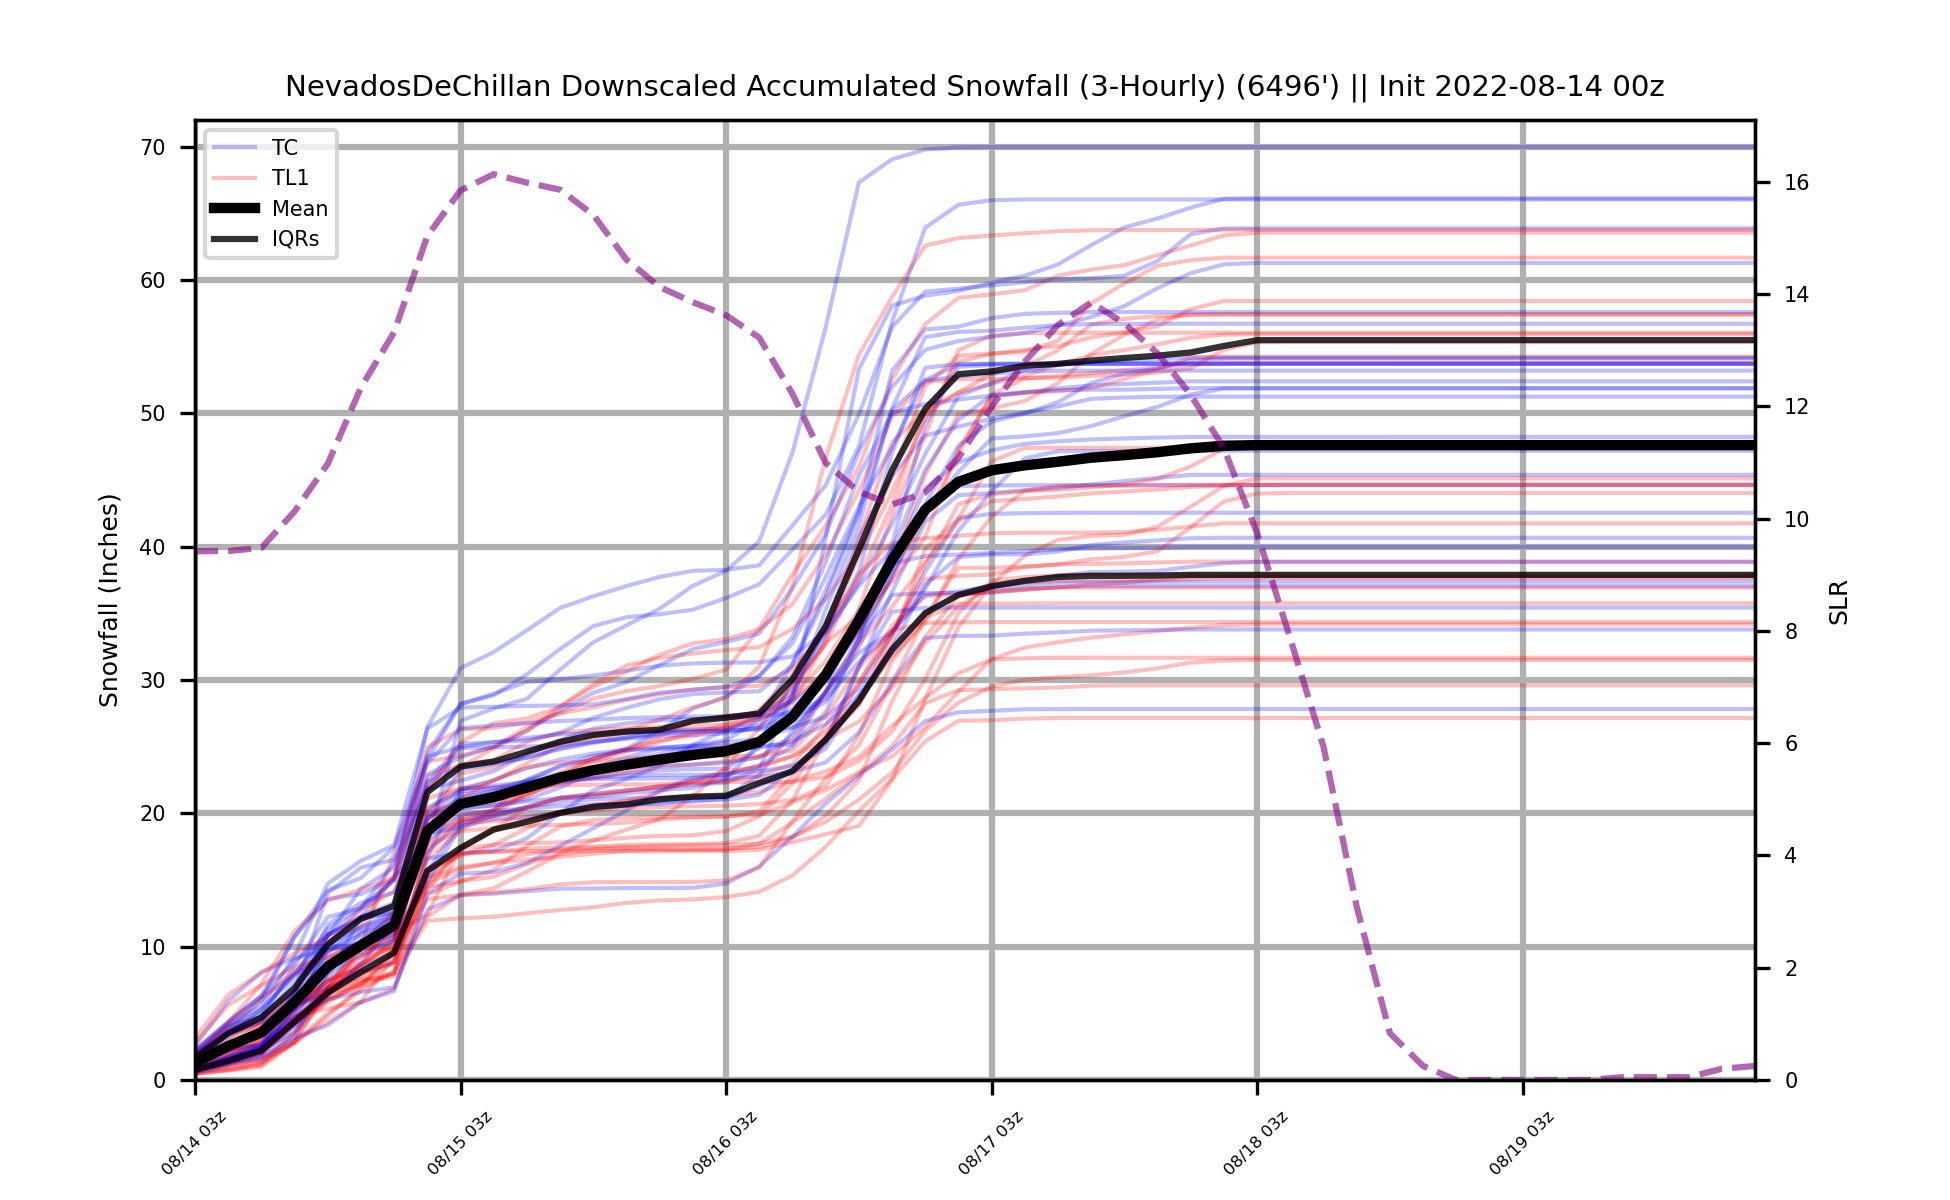 NevadosDeChillan Downscaled Accumulated Snowfall (3-Hourly) (6496') || Init 2022-08-14 00z
TC
TL1
Mean
IQRs
70
60
50
40
30
20
10
0
Snowfall (Inches)
16
14
12
10
8
6
4
2
0
SLR
08/14 03z
08/15 03z
08/16 03z
08/17 03z
08/18 03z
08/19 03z